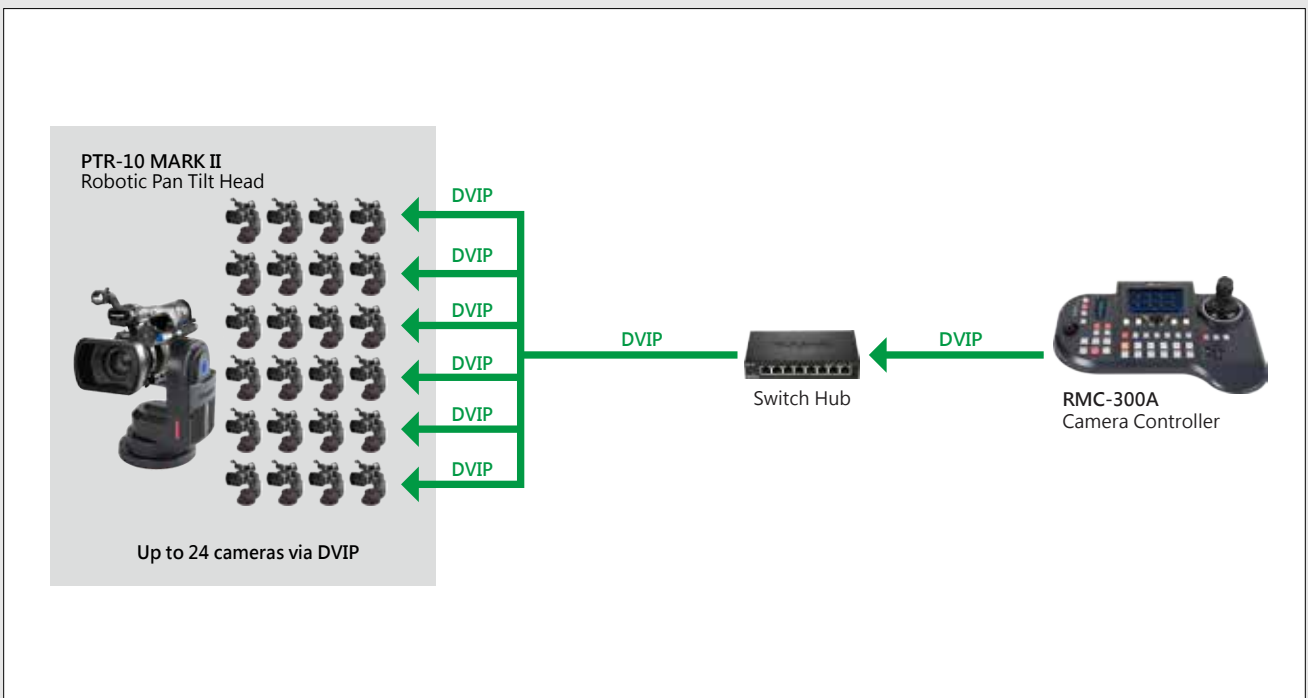 PTR-10 MARK II
Robotic Pan Tilt Head
DVIP
DVIP
DVIP
DVIP
DVIP
DVIP
Up to 24 cameras via DVIP
DVIP
Switch Hub
DVIP
RMC-300A
Camera Controller